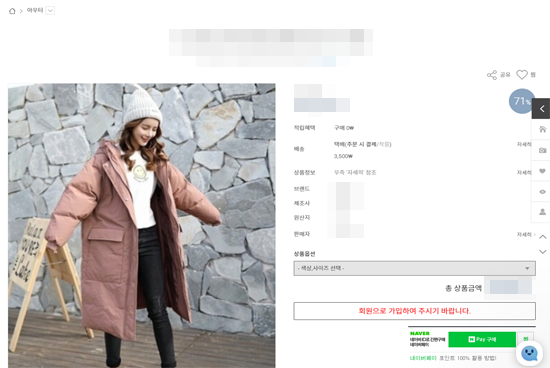 아우터
공유
찜
71%
적립혜택 구매 0₩
배송 택배(주문 시 결제/착불) 자세히
3,500₩
상품정보 우측 '자세히' 참조 자세히
브랜드
제조사
원산지
판매자 자세히
상품옵션
- 색상,사이즈 선택 -
총 상품금액
회원으로 가입하여 주시기 바랍니다.
NAVER
네이버ID로 간편구매
네이버페이
N Pay 구매
찜
네이버페이 포인트 100% 활용 방법!